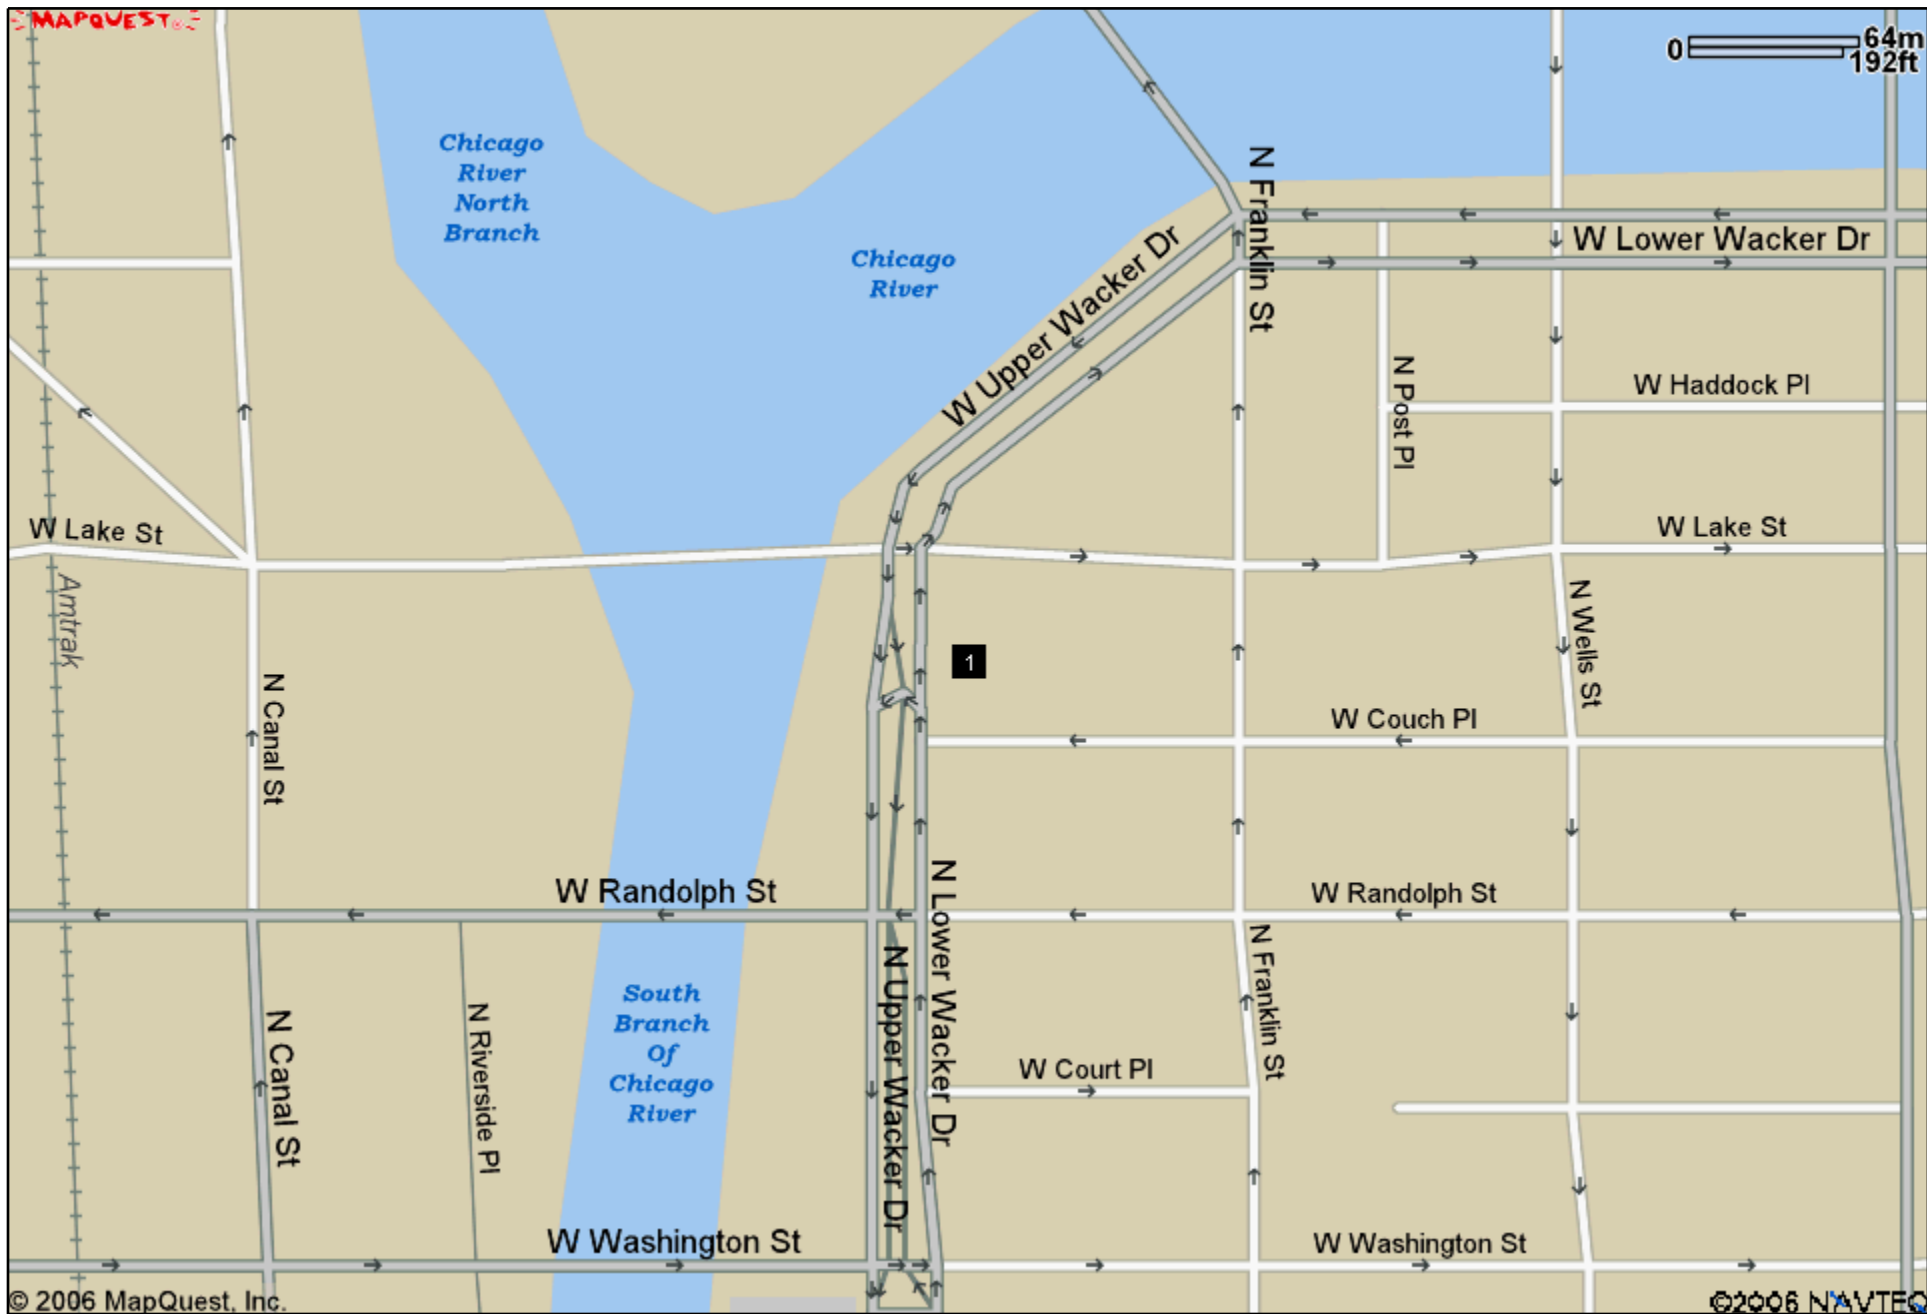 MAPQUEST
0
64m
192ft
Chicago
River
North
Branch
Chicago
River
N Franklin St
W Lower Wacker Dr
W Upper Wacker Dr
N Post Pl
W Haddock Pl
W Lake St
W Lake St
Amtrak
N Canal St
1
N Wells St
W Couch Pl
W Randolph St
W Randolph St
N Lower Wacker Dr
N Upper Wacker Dr
N Franklin St
South
Branch
Of
Chicago
River
N Canal St
N Riverside Pl
W Court Pl
W Washington St
W Washington St
© 2006 MapQuest, Inc.
©2006 NAVTEQ